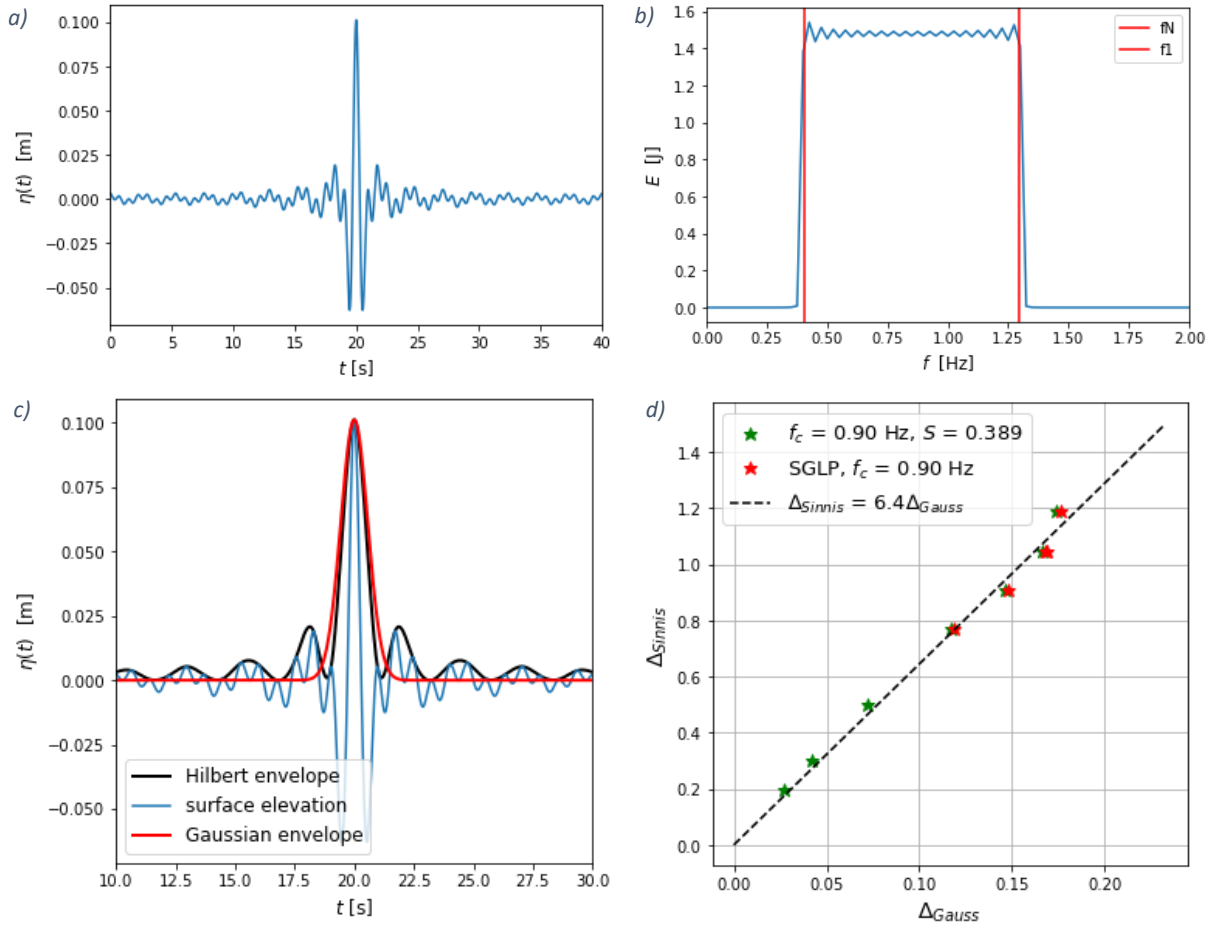 a)
0.100
0.075
0.050
0.025
0.000
−0.025
−0.050
η(t) [m]
0 5 10 15 20 25 30 35 40
t [s]
b)
1.6
1.4
1.2
1.0
0.8
0.6
0.4
0.2
0.0
E [J]
fN
f1
0.00 0.25 0.50 0.75 1.00 1.25 1.50 1.75 2.00
f [Hz]
c)
0.100
0.075
0.050
0.025
0.000
−0.025
−0.050
η(t) [m]
Hilbert envelope
surface elevation
Gaussian envelope
10.0 12.5 15.0 17.5 20.0 22.5 25.0 27.5 30.0
t [s]
d)
f_c = 0.90 Hz, S = 0.389
SGLP, f_c = 0.90 Hz
Δ_Sinnis = 6.4Δ_Gauss
1.4
1.2
1.0
0.8
0.6
0.4
0.2
0.0
Δ_Sinnis
0.00 0.05 0.10 0.15 0.20
Δ_Gauss